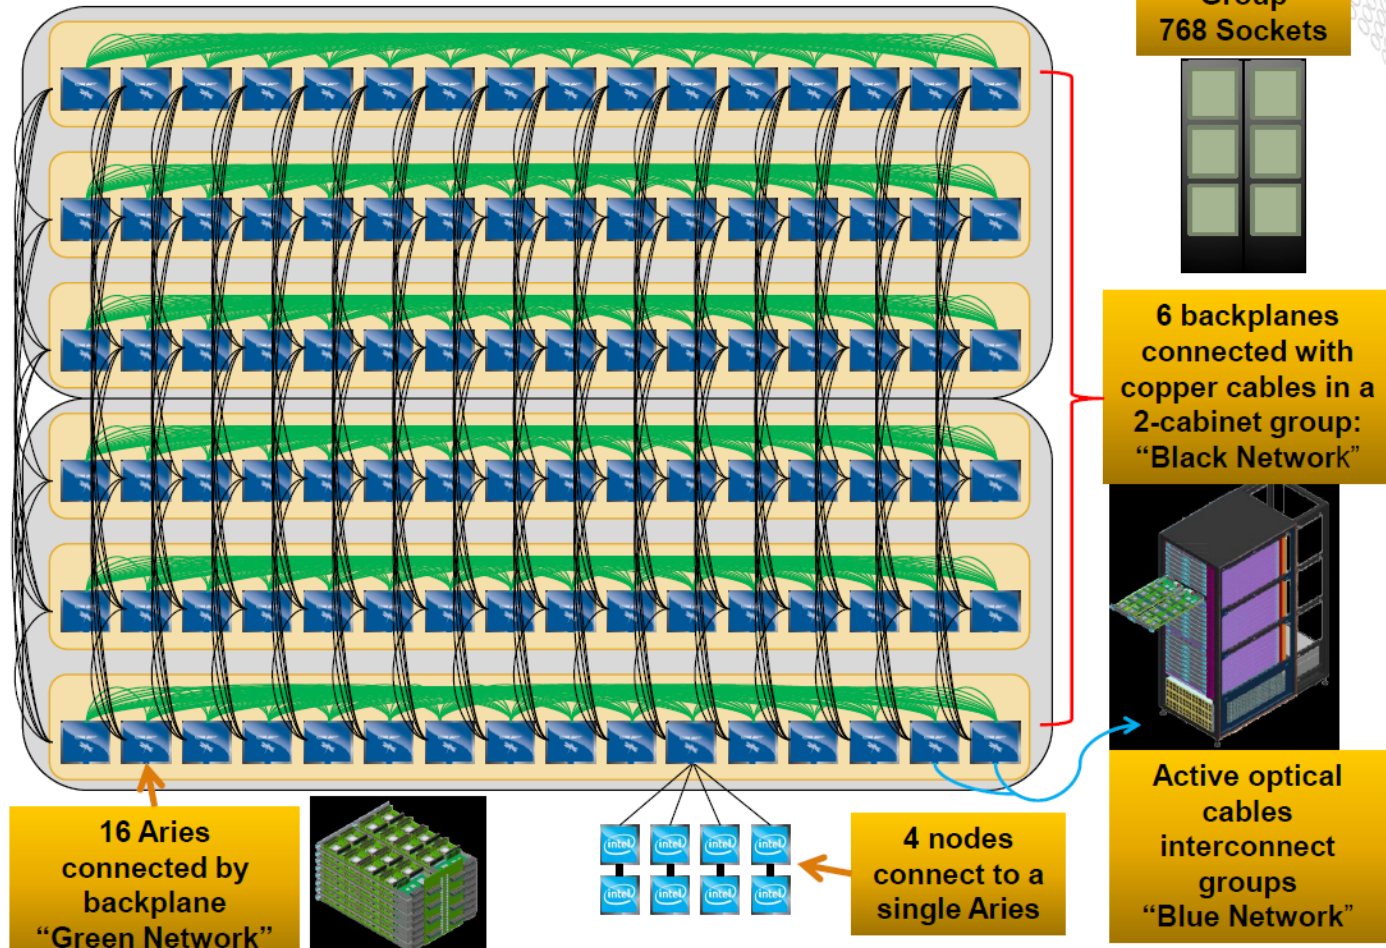 Group
768 Sockets
6 backplanes
connected with
copper cables in a
2-cabinet group:
“Black Network”
16 Aries
connected by
backplane
“Green Network”
intel intel intel intel
intel intel intel intel
4 nodes
connect to a
single Aries
Active optical
cables
interconnect
groups
“Blue Network”